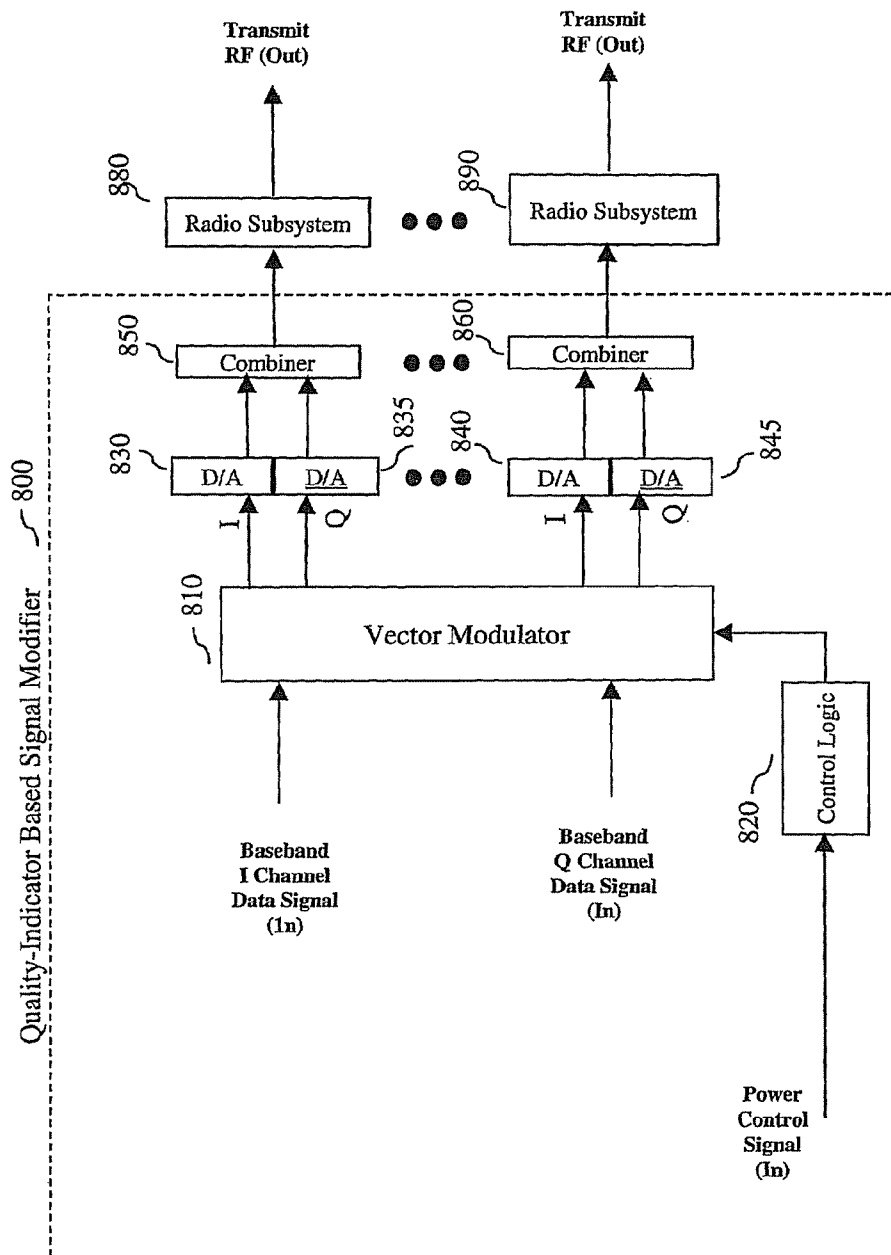 Transmit
RF (Out)
Transmit
RF (Out)
880
Radio Subsystem
890
Radio Subsystem
850
Combiner
860
Combiner
830
D/A
D/A
835
840
D/A
D/A
845
I
Q
I
Q
800
Quality-Indicator Based Signal Modifier
810
Vector Modulator
820
Control Logic
Baseband
I Channel
Data Signal
(1n)
Baseband
Q Channel
Data Signal
(In)
Power
Control
Signal
(In)